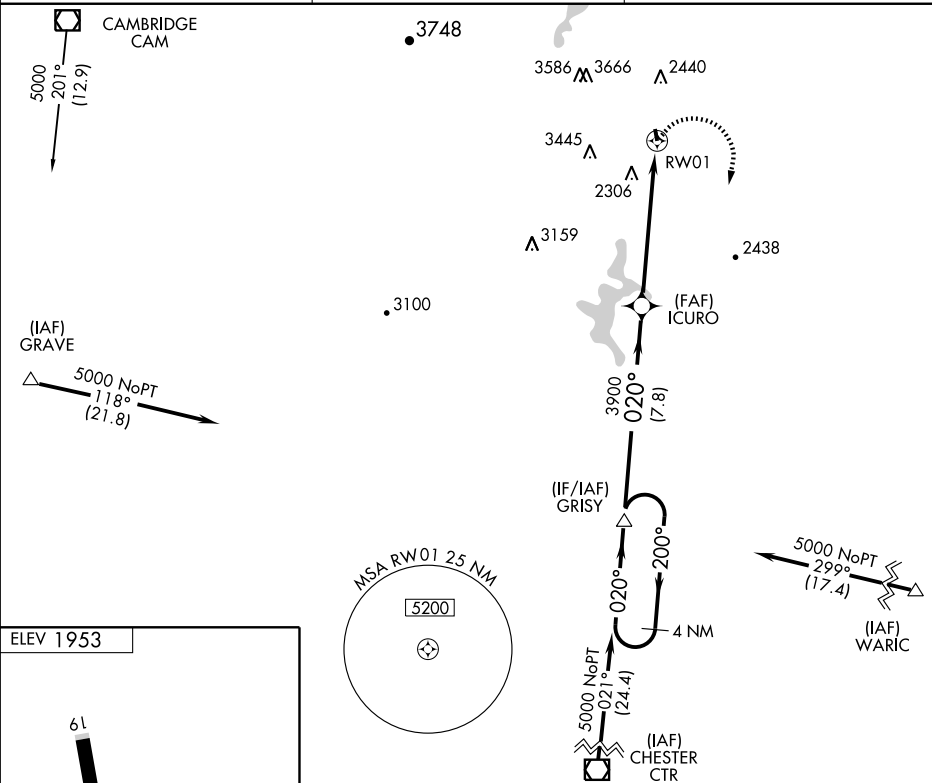 CAMBRIDGE
CAM
5000
201°
(12.9)
3748
3586
3666
2440
3445
RW01
2306
3159
2438
3100
(FAF)
ICURO
(IAF)
GRAVE
5000 NoPT
118°
(21.8)
3900
020°
(7.8)
(IF/IAF)
GRISY
020°
200°
5000 NoPT
299°
(17.4)
(IAF)
WARIC
MSA RW01 25 NM
5200
4 NM
5000 NoPT
021°
(24.4)
(IAF)
CHESTER
CTR
ELEV 1953
19